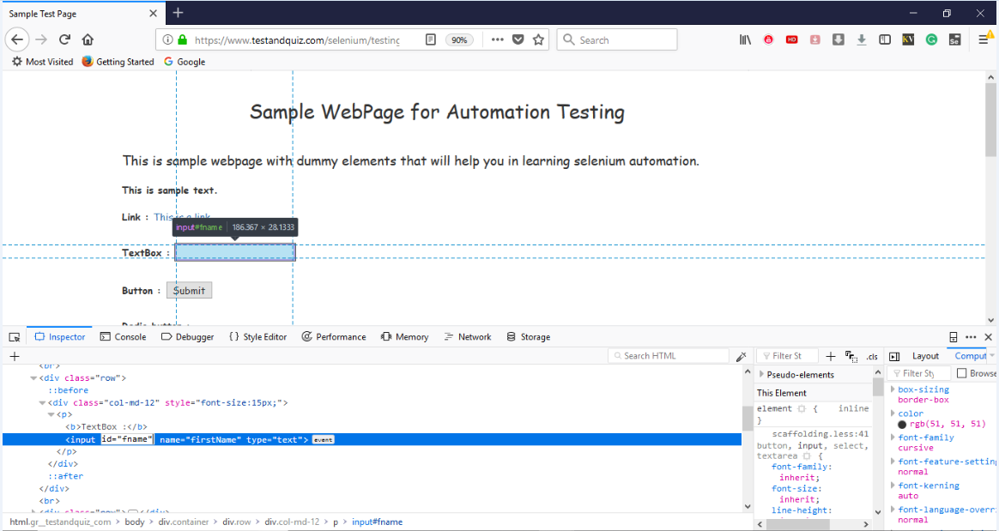 Sample Test Page
https://www.testandquiz.com/selenium/testing
90%
Search
HD
KV
G
Se
Most Visited
Getting Started
G Google
Sample WebPage for Automation Testing
This is sample webpage with dummy elements that will help you in learning selenium automation.
This is sample text.
Link : This is a link
input#fname 186.367 × 28.1333
TextBox :
Button : Submit
Radio button :
Inspector
Console
Debugger
{ } Style Editor
Performance
Memory
Network
Storage
+
Search HTML
Filter St
+
.cls
Layout
Comput
<br>
<div class="row">
::before
<div class="col-md-12" style="font-size:15px;">
<p>
<b>TextBox :</b>
<input id="fname" name="firstName" type="text"> event
</p>
</div>
::after
</div>
<br>
<div class="row"></div>
html.gr__testandquiz_com > body > div.container > div.row > div.col-md-12 > p > input#fname
Pseudo-elements
This Element
element { inline
}
scaffolding.less:41
button, input, select,
textarea {
font-family:
inherit;
font-size:
inherit;
line-height:
Filter Sty
Browse
box-sizing
border-box
color
rgb(51, 51, 51)
font-family
cursive
font-feature-setting
normal
font-kerning
auto
font-language-overri
normal